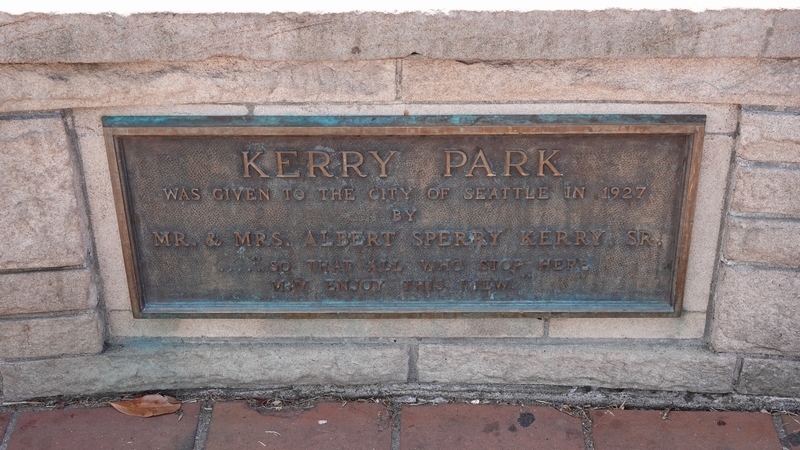 KERRY PARK
WAS GIVEN TO THE CITY OF SEATTLE IN 1927
BY
MR. & MRS. ALBERT SPERRY KERRY, SR.
.....SO THAT ALL WHO STOP HERE
MAY ENJOY THIS VIEW.